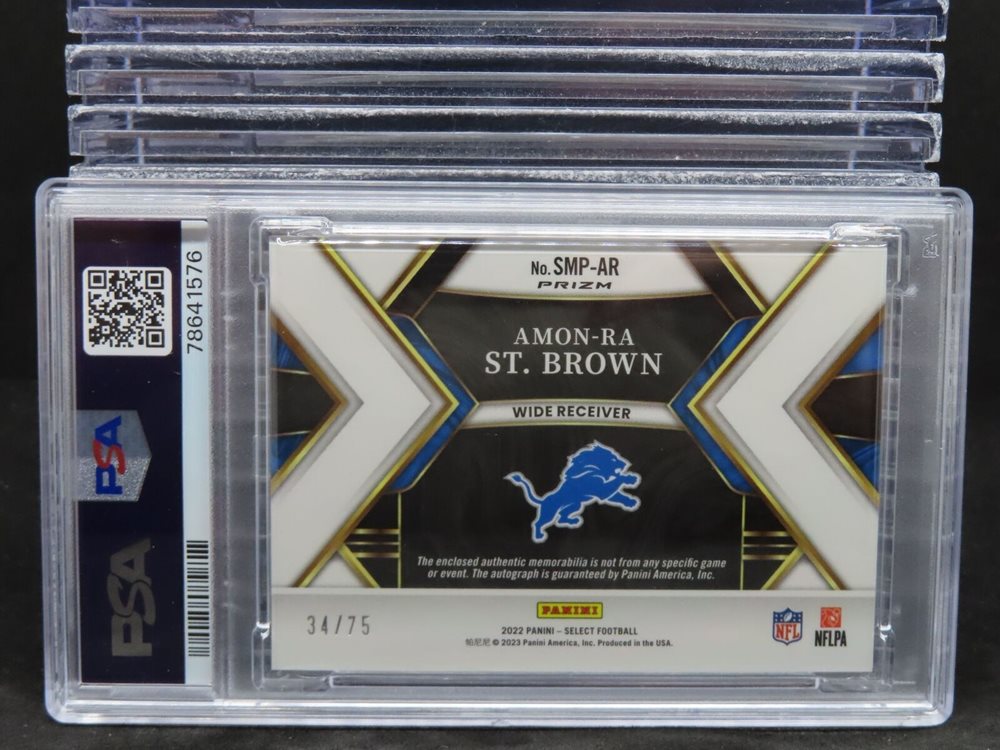 78641576
PSA
PSA
No. SMP-AR
PRIZM
AMON-RA
ST. BROWN
WIDE RECEIVER
The enclosed authentic memorabilia is not from any specific game
or event. The autograph is guaranteed by Panini America, Inc.
PANINI
34/75
2022 PANINI – SELECT FOOTBALL
帕尼尼 © 2023 Panini America, Inc. Produced in the USA.
NFL
NFLPA